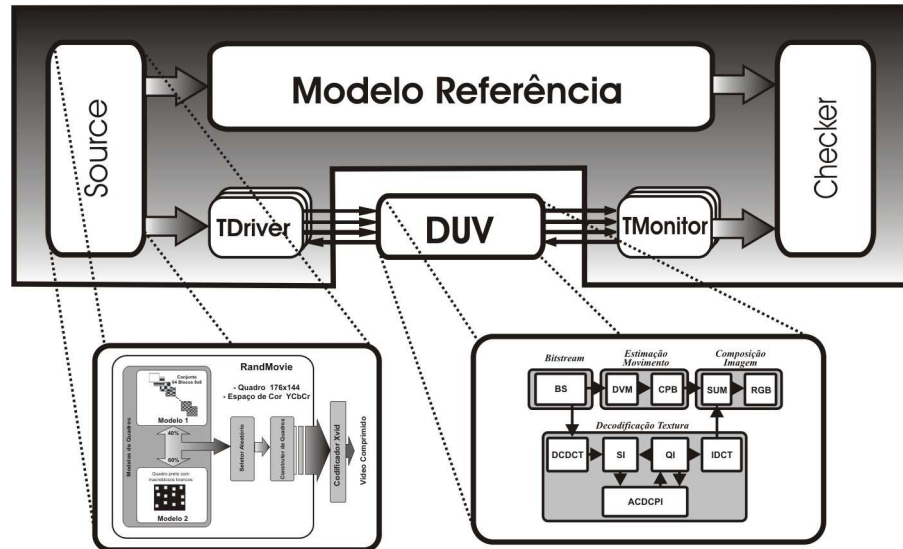 Source
Modelo Referência
Checker
TDriver
DUV
TMonitor
RandMovie
- Quadro 176x144
- Espaço de Cor YCbCr
Modelos de Quadros
Conjunto
64 Blocos 8x8
Modelo 1
40%
60%
Quadro preto com
macroblocos brancos
Modelo 2
Seletor Aleatório
Construtor de Quadros
Codificador Xvid
Vídeo Comprimido
Bitstream
Estimação
Movimento
Composição
Imagem
BS
DVM
CPB
SUM
RGB
Decodificação Textura
DCDCT
SI
QI
IDCT
ACDCPI